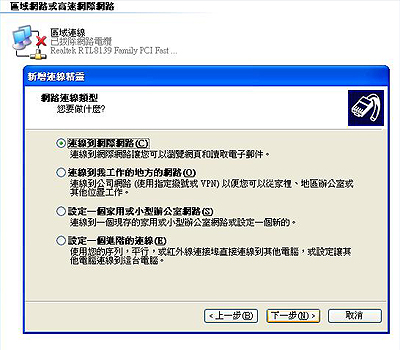 區域網路或高速網際網路
區域連線
已拔除網路電纜
Realtek RTL8139 Family PCI Fast ...
新增連線精靈
網路連線類型
您要做什麼?
連線到網際網路(C)
連線到網際網路讓您可以瀏覽網頁和讀取電子郵件。
連線到我工作的地方的網路(O)
連線到公司網路 (使用指定撥號或 VPN) 以便您可以從家裡、地區辦公室或
其他位置工作。
設定一個家用或小型辦公室網路(S)
連線到一個現存的家用或小型辦公室網路或設定一個新的。
設定一個進階的連線(E)
使用您的序列，平行，或紅外線連接埠直接連線到其他電腦，或設定讓其
他電腦連線到這台電腦。
<上一步(B)
下一步(N)>
取消